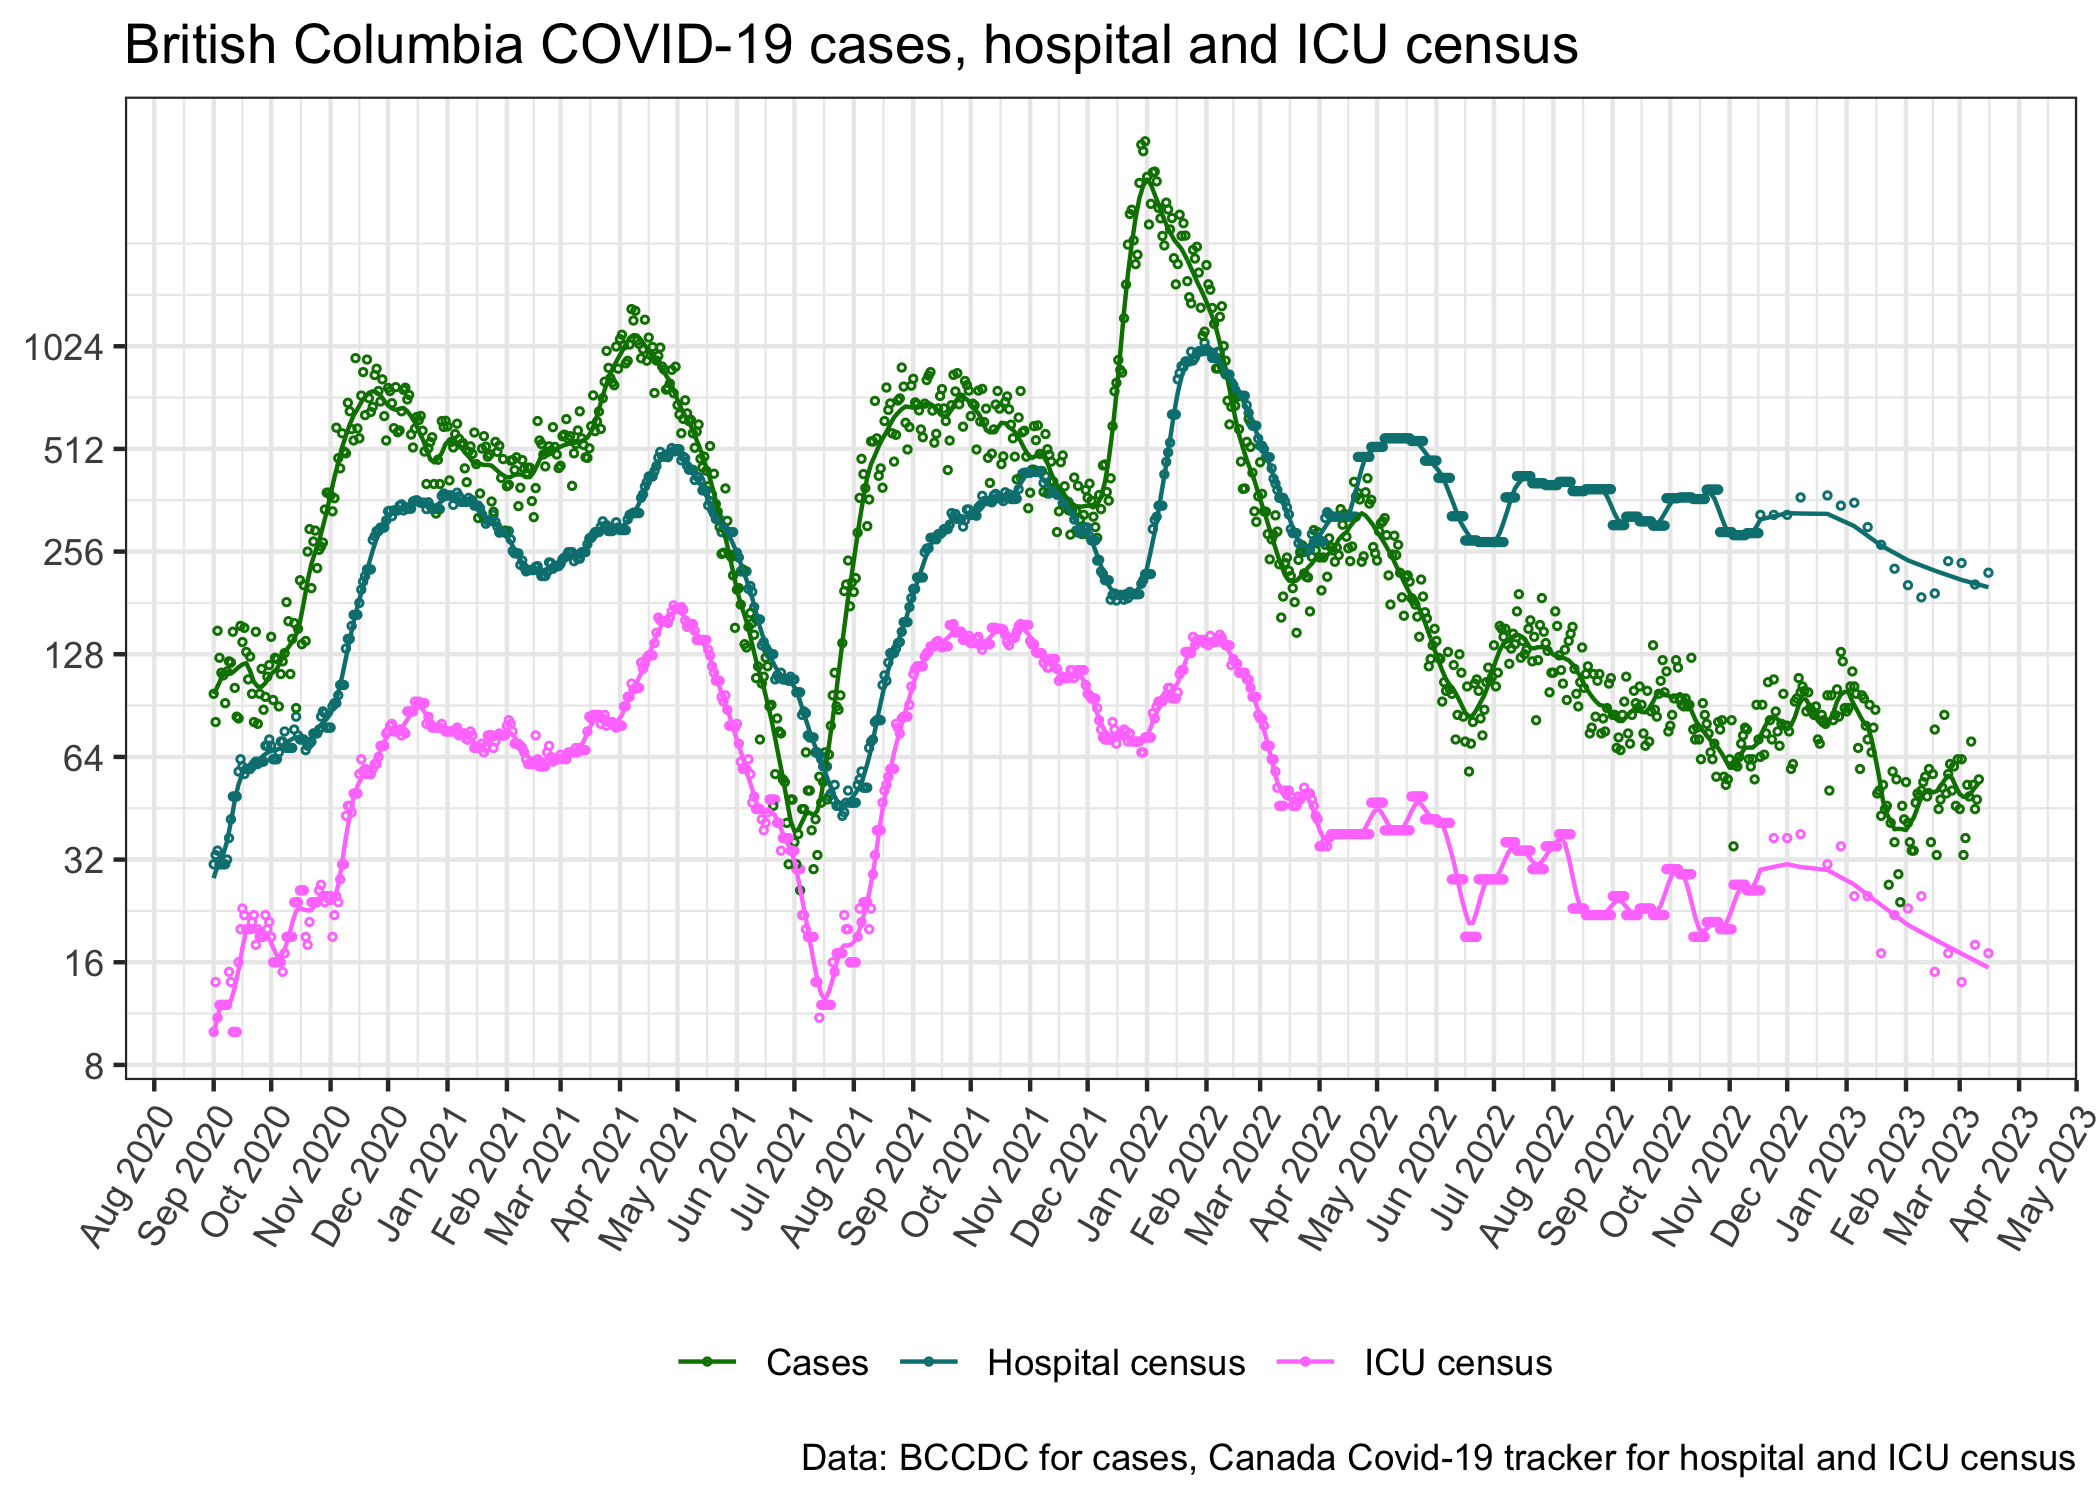 British Columbia COVID-19 cases, hospital and ICU census
1024
512
256
128
64
32
16
8
Aug 2020
Sep 2020
Oct 2020
Nov 2020
Dec 2020
Jan 2021
Feb 2021
Mar 2021
Apr 2021
May 2021
Jun 2021
Jul 2021
Aug 2021
Sep 2021
Oct 2021
Nov 2021
Dec 2021
Jan 2022
Feb 2022
Mar 2022
Apr 2022
May 2022
Jun 2022
Jul 2022
Aug 2022
Sep 2022
Oct 2022
Nov 2022
Dec 2022
Jan 2023
Feb 2023
Mar 2023
Apr 2023
May 2023
Cases Hospital census ICU census
Data: BCCDC for cases, Canada Covid-19 tracker for hospital and ICU census